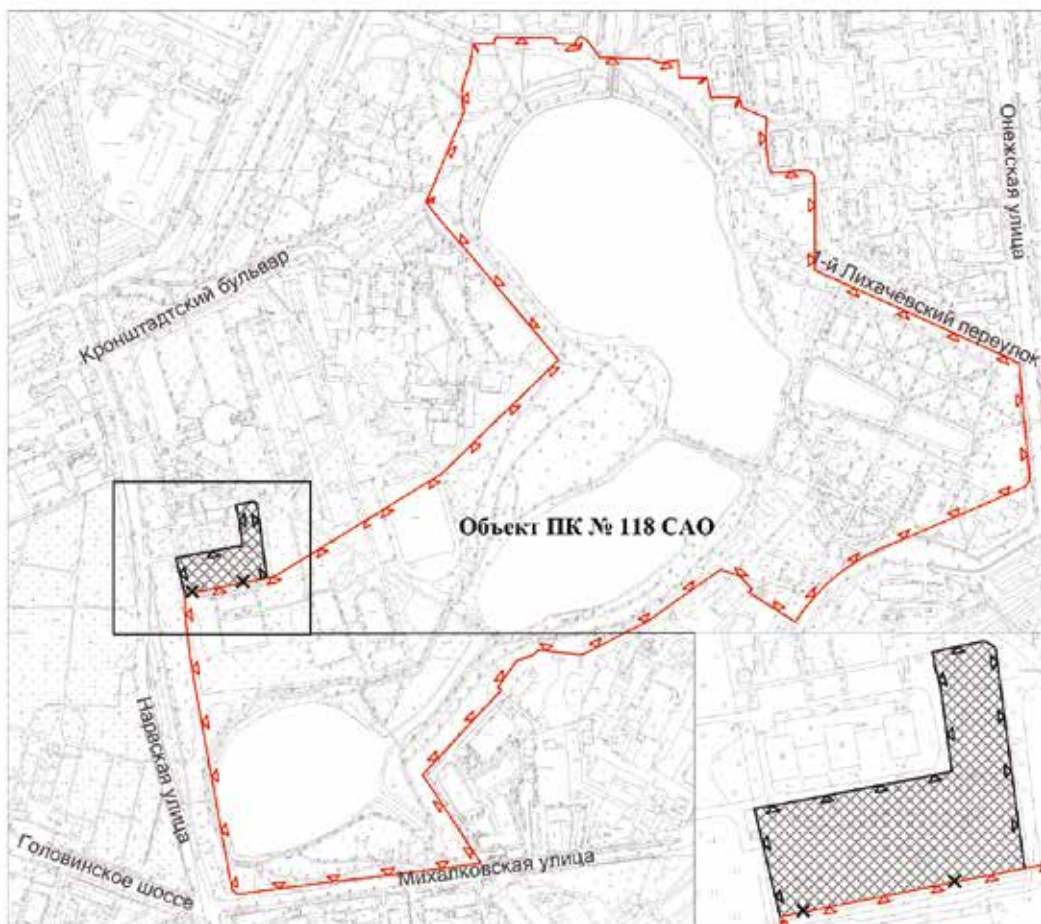 Онежская улица
1-й Лихачёвский переулок
Кронштадтский бульвар
Объект ПК № 118 САО
Нарвская улица
Головинское шоссе
Михалковская улица